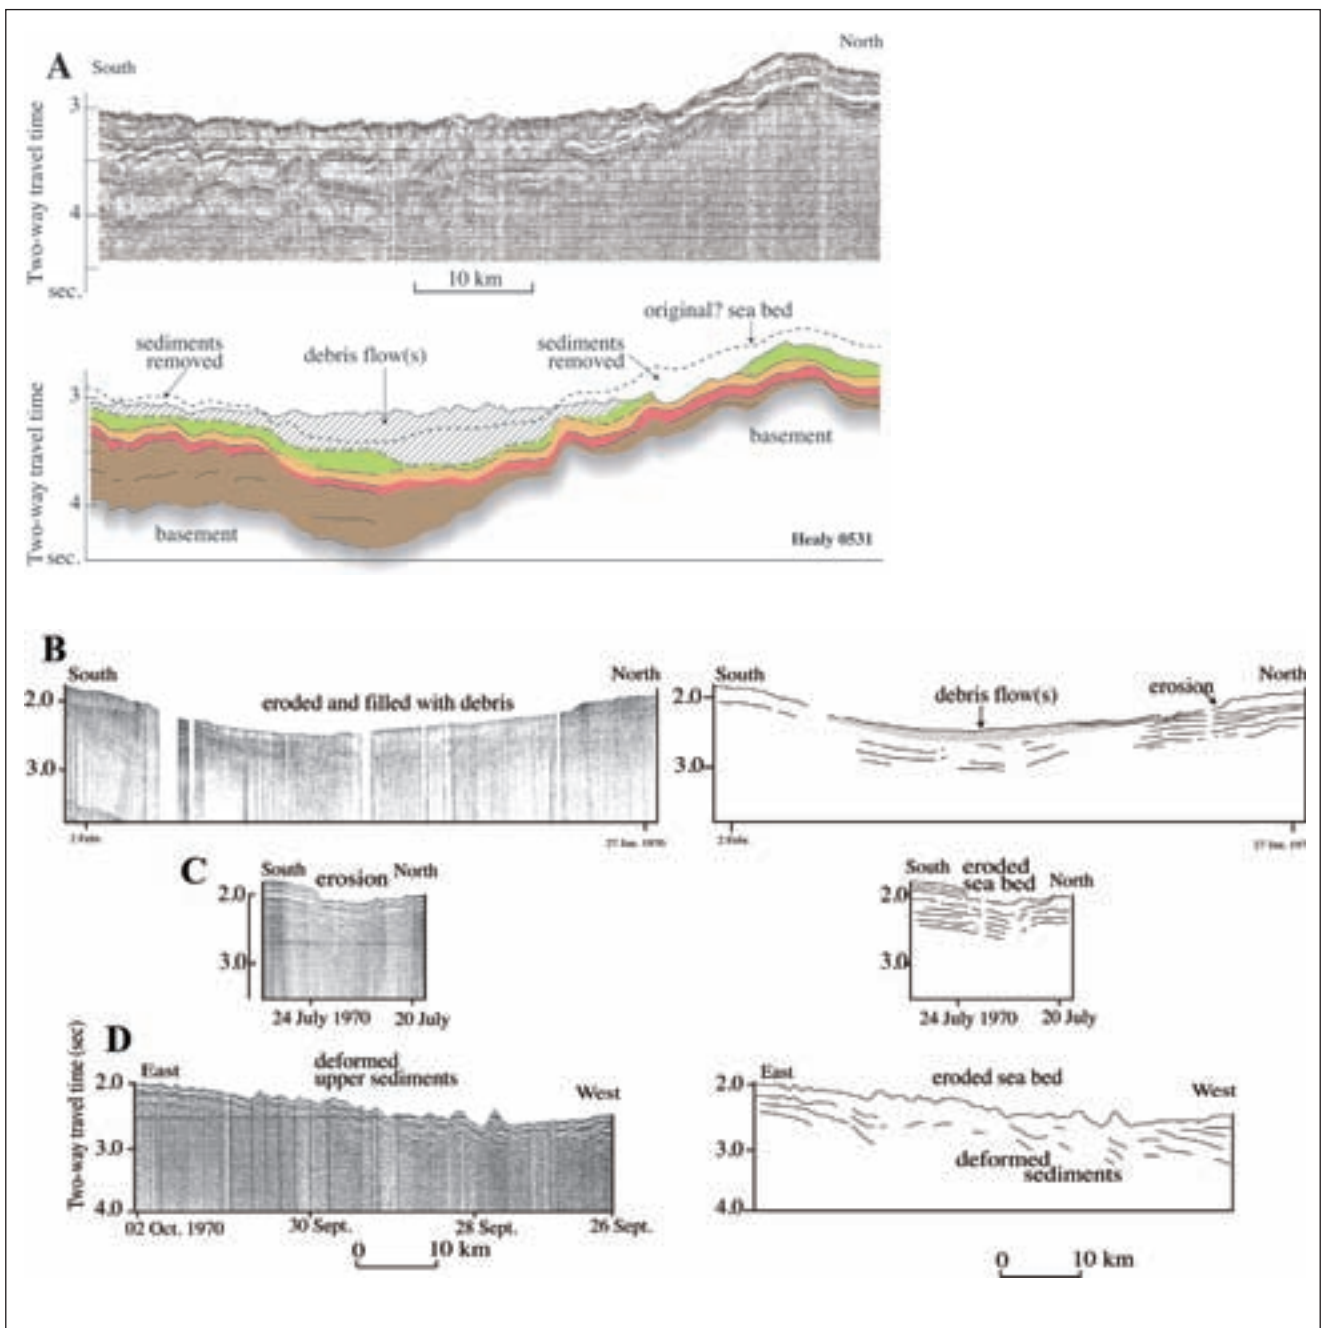 A
South
North
3
4
sec.
Two-way travel time
10 km
original? sea bed
sediments
removed
debris flow(s)
sediments
removed
3
4
sec.
Two-way travel time
basement
basement
Healy 0531
B
South
North
2.0
3.0
eroded and filled with debris
27 Jan. 1970
South
North
2.0
3.0
debris flow(s)
erosion
C
South
erosion
North
2.0
3.0
24 July 1970
20 July
South
eroded
sea bed
North
2.0
3.0
24 July 1970
20 July
D
Two-way travel time (sec)
East
deformed
upper sediments
West
2.0
3.0
4.0
02 Oct. 1970
30 Sept.
28 Sept.
26 Sept.
0
10 km
East
eroded sea bed
West
2.0
3.0
4.0
deformed
sediments
0
10 km